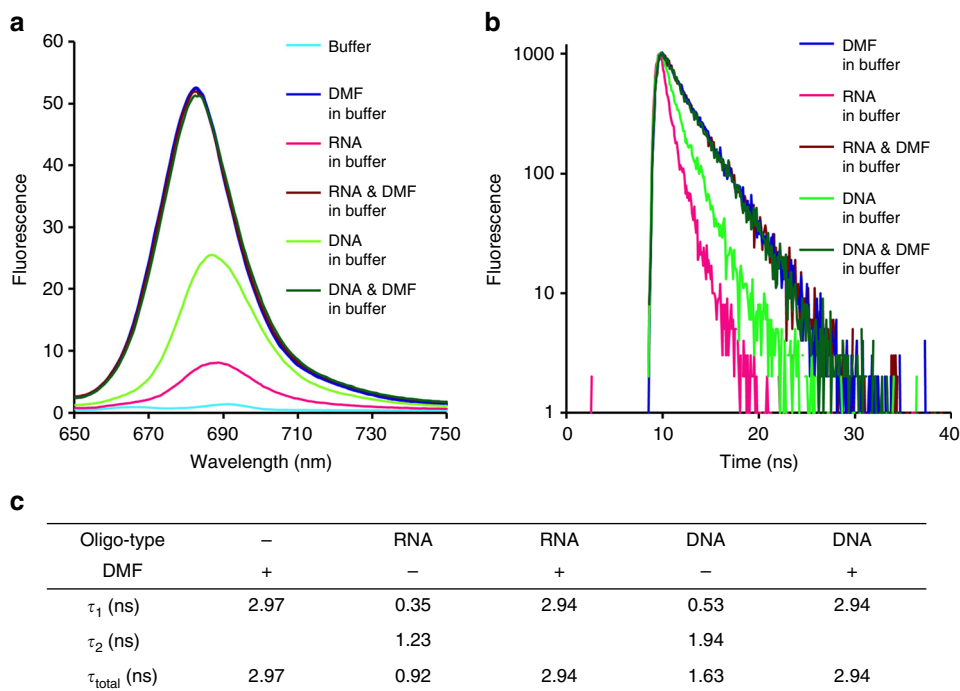 a
60
50
40
30
20
10
0
Fluorescence
650
670
690
710
730
750
Wavelength (nm)
Buffer
DMF
in buffer
RNA
in buffer
RNA & DMF
in buffer
DNA
in buffer
DNA & DMF
in buffer
b
1000
100
10
1
Fluorescence
0
10
20
30
40
Time (ns)
DMF
in buffer
RNA
in buffer
RNA & DMF
in buffer
DNA
in buffer
DNA & DMF
in buffer
c
Oligo-type – RNA RNA DNA DNA
DMF + – + – +
τ1 (ns) 2.97 0.35 2.94 0.53 2.94
τ2 (ns) 1.23 1.94
τtotal (ns) 2.97 0.92 2.94 1.63 2.94